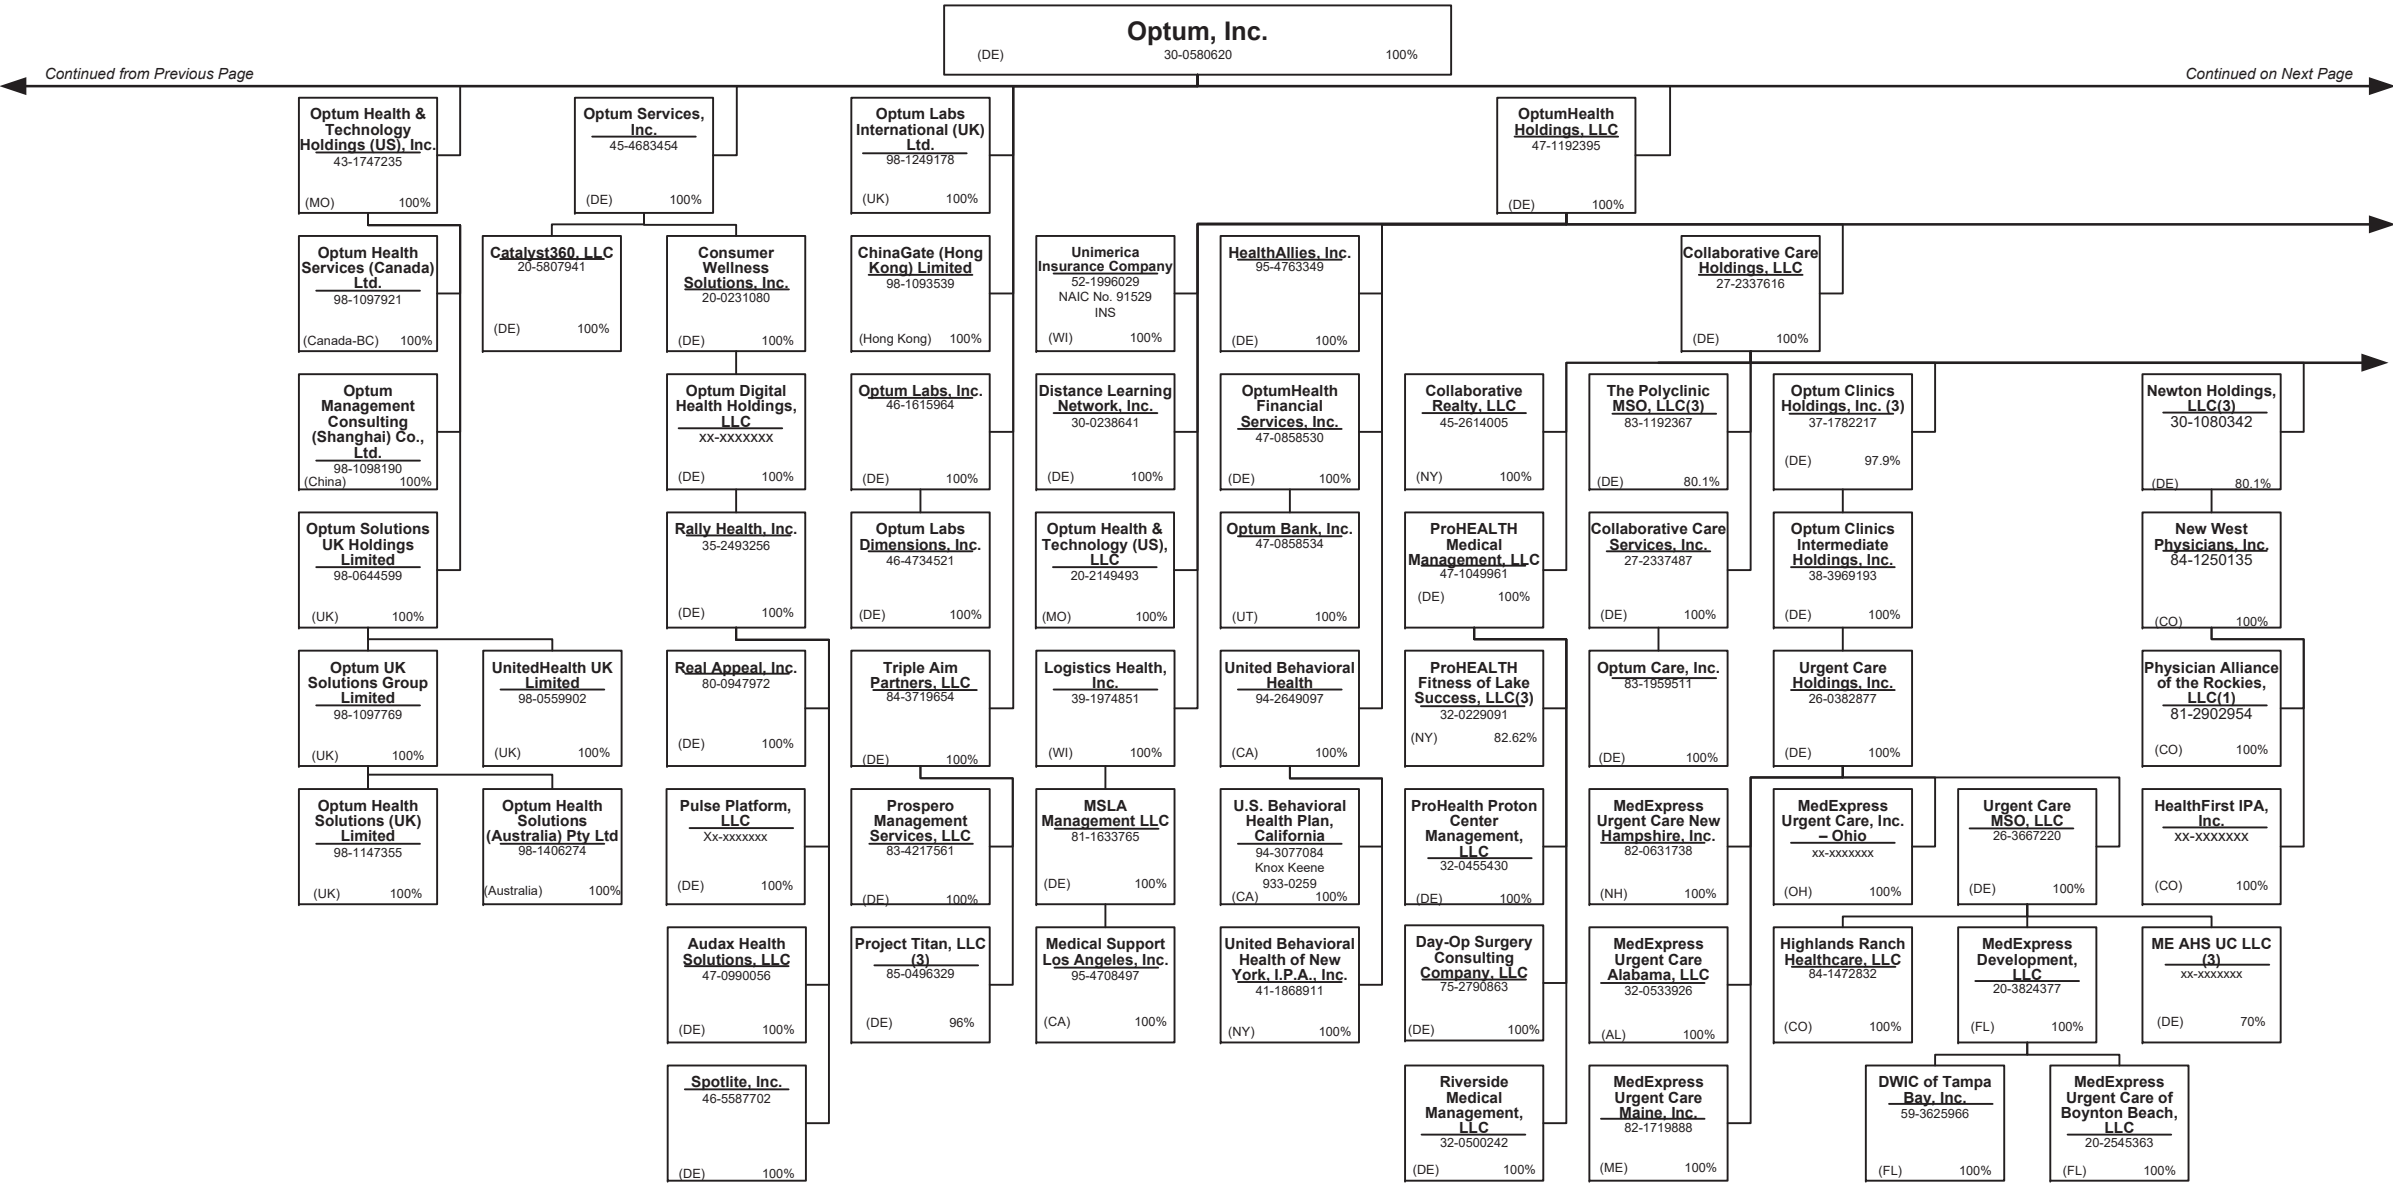 Optum, Inc.
(DE) 30-0580620 100%
Continued from Previous Page
Continued on Next Page
Optum Health &
Technology
Holdings (US), Inc.
43-1747235
(MO) 100%
Optum Services,
Inc.
45-4683454
(DE) 100%
Optum Labs
International (UK)
Ltd.
98-1249178
(UK) 100%
OptumHealth
Holdings, LLC
47-1192395
(DE) 100%
Optum Health
Services (Canada)
Ltd.
98-1097921
(Canada-BC) 100%
Catalyst360, LLC
20-5807941
(DE) 100%
Consumer
Wellness
Solutions, Inc.
20-0231080
(DE) 100%
ChinaGate (Hong
Kong) Limited
98-1093539
(Hong Kong) 100%
Unimerica
Insurance Company
52-1996029
NAIC No. 91529
INS
(WI) 100%
HealthAllies, Inc.
95-4763349
(DE) 100%
Collaborative Care
Holdings, LLC
27-2337616
(DE) 100%
Optum
Management
Consulting
(Shanghai) Co.,
Ltd.
98-1098190
(China) 100%
Optum Digital
Health Holdings,
LLC
xx-xxxxxxx
(DE) 100%
Optum Labs, Inc.
46-1615964
(DE) 100%
Distance Learning
Network, Inc.
30-0238641
(DE) 100%
OptumHealth
Financial
Services, Inc.
47-0858530
(DE) 100%
Collaborative
Realty, LLC
45-2614005
(NY) 100%
The Polyclinic
MSO, LLC(3)
83-1192367
(DE) 80.1%
Optum Clinics
Holdings, Inc. (3)
37-1782217
(DE) 97.9%
Newton Holdings,
LLC(3)
30-1080342
(DE) 80.1%
Optum Solutions
UK Holdings
Limited
98-0644599
(UK) 100%
Rally Health, Inc.
35-2493256
(DE) 100%
Optum Labs
Dimensions, Inc.
46-4734521
(DE) 100%
Optum Health &
Technology (US),
LLC
20-2149493
(MO) 100%
Optum Bank, Inc.
47-0858534
(UT) 100%
ProHEALTH
Medical
Management, LLC
47-1049961
(DE) 100%
Collaborative Care
Services, Inc.
27-2337487
(DE) 100%
Optum Clinics
Intermediate
Holdings, Inc.
38-3969193
(DE) 100%
New West
Physicians, Inc.
84-1250135
(CO) 100%
Optum UK
Solutions Group
Limited
98-1097769
(UK) 100%
UnitedHealth UK
Limited
98-0559902
(UK) 100%
Real Appeal, Inc.
80-0947972
(DE) 100%
Triple Aim
Partners, LLC
84-3719654
(DE) 100%
Logistics Health,
Inc.
39-1974851
(WI) 100%
United Behavioral
Health
94-2649097
(CA) 100%
ProHEALTH
Fitness of Lake
Success, LLC(3)
32-0229091
(NY) 82.62%
Optum Care, Inc.
83-1959511
(DE) 100%
Urgent Care
Holdings, Inc.
26-0382877
(DE) 100%
Physician Alliance
of the Rockies,
LLC(1)
81-2902954
(CO) 100%
Optum Health
Solutions (UK)
Limited
98-1147355
(UK) 100%
Optum Health
Solutions
(Australia) Pty Ltd
98-1406274
(Australia) 100%
Pulse Platform,
LLC
Xx-xxxxxxx
(DE) 100%
Prospero
Management
Services, LLC
83-4217561
(DE) 100%
MSLA
Management LLC
81-1633765
(DE) 100%
U.S. Behavioral
Health Plan,
California
94-3077084
Knox Keene
933-0259
(CA) 100%
ProHealth Proton
Center
Management,
LLC
32-0455430
(DE) 100%
MedExpress
Urgent Care New
Hampshire, Inc.
82-0631738
(NH) 100%
MedExpress
Urgent Care, Inc.
– Ohio
xx-xxxxxxx
(OH) 100%
Urgent Care
MSO, LLC
26-3667220
(DE) 100%
HealthFirst IPA,
Inc.
xx-xxxxxxx
(CO) 100%
Audax Health
Solutions, LLC
47-0990056
(DE) 100%
Project Titan, LLC
(3)
85-0496329
(DE) 96%
Medical Support
Los Angeles, Inc.
95-4708497
(CA) 100%
United Behavioral
Health of New
York, I.P.A., Inc.
41-1868911
(NY) 100%
Day-Op Surgery
Consulting
Company, LLC
75-2790863
(DE) 100%
MedExpress
Urgent Care
Alabama, LLC
32-0533926
(AL) 100%
Highlands Ranch
Healthcare, LLC
84-1472832
(CO) 100%
MedExpress
Development,
LLC
20-3824377
(FL) 100%
ME AHS UC LLC
(3)
xx-xxxxxxx
(DE) 70%
Spotlite, Inc.
46-5587702
(DE) 100%
Riverside
Medical
Management,
LLC
32-0500242
(DE) 100%
MedExpress
Urgent Care
Maine, Inc.
82-1719888
(ME) 100%
DWIC of Tampa
Bay, Inc.
59-3625966
(FL) 100%
MedExpress
Urgent Care of
Boynton Beach,
LLC
20-2545363
(FL) 100%